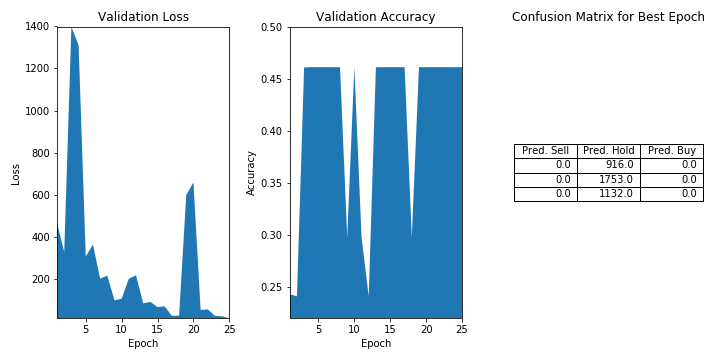 Validation Loss
1400
1200
1000
800
600
400
200
5 10 15 20 25
Loss
Epoch
Validation Accuracy
0.50
0.45
0.40
0.35
0.30
0.25
5 10 15 20 25
Accuracy
Epoch
Confusion Matrix for Best Epoch
Pred. Sell Pred. Hold Pred. Buy
0.0 916.0 0.0
0.0 1753.0 0.0
0.0 1132.0 0.0